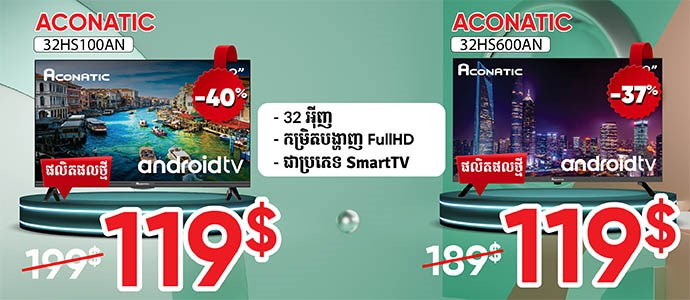 ACONATIC
32HS100AN
ACONATIC
-40%
ផលិតផលថ្មី
androidtv
199$
119$
- 32 អ៊ីញ
- កម្រិតបង្ហាញ FullHD
- ជាប្រភេទ SmartTV
ACONATIC
32HS600AN
ACONATIC
-37%
ផលិតផលថ្មី
androidtv
189$
119$